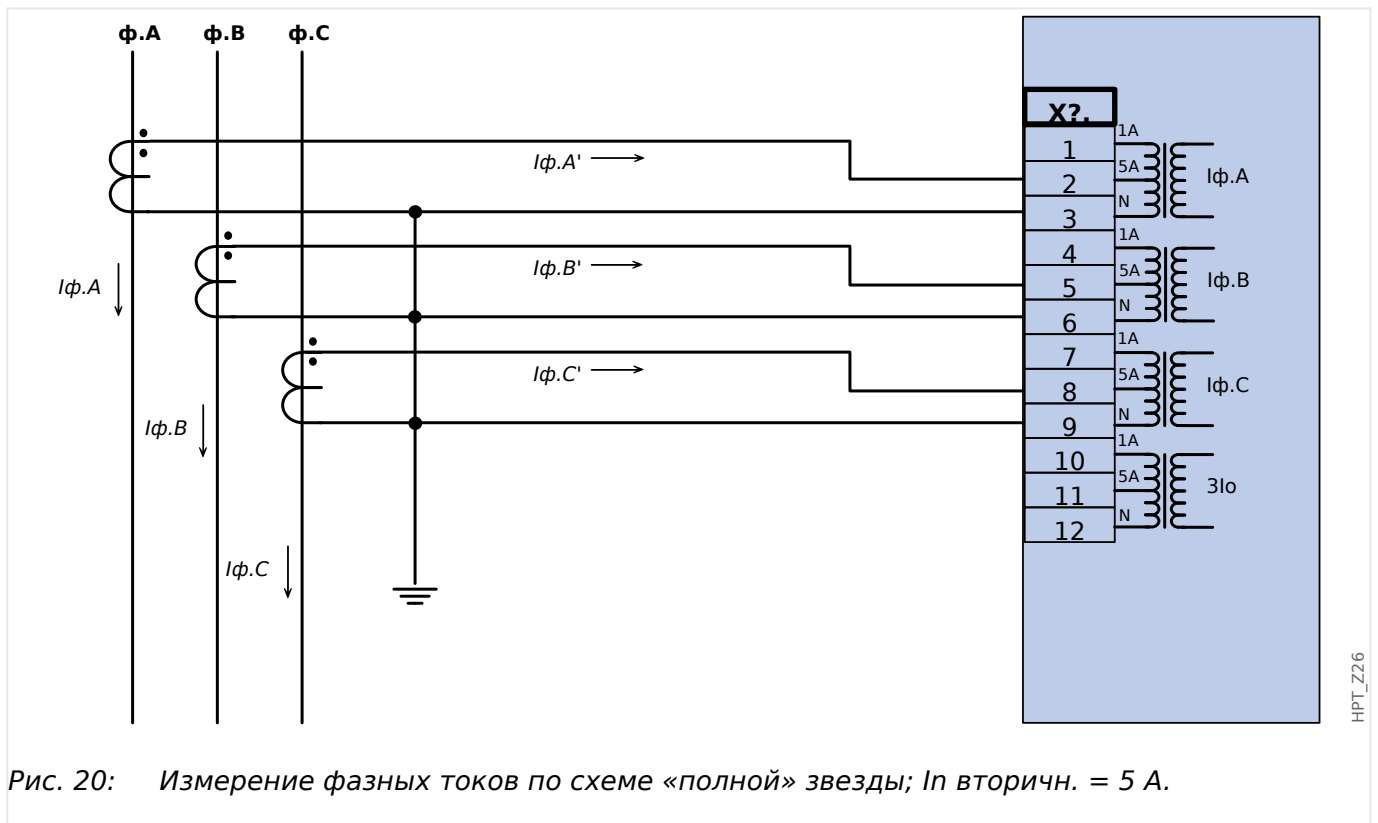 ф.A ф.B ф.C
X?.
1A
1
5A
2
N
3
Iф.A
Iф.A'
1A
4
5A
5
N
6
Iф.B
Iф.B'
Iф.A
1A
7
5A
8
N
9
Iф.C
Iф.C'
Iф.B
1A
10
5A
11
N
12
3Io
Iф.C
HPT_Z26
Рис. 20: Измерение фазных токов по схеме «полной» звезды; In вторичн. = 5 A.